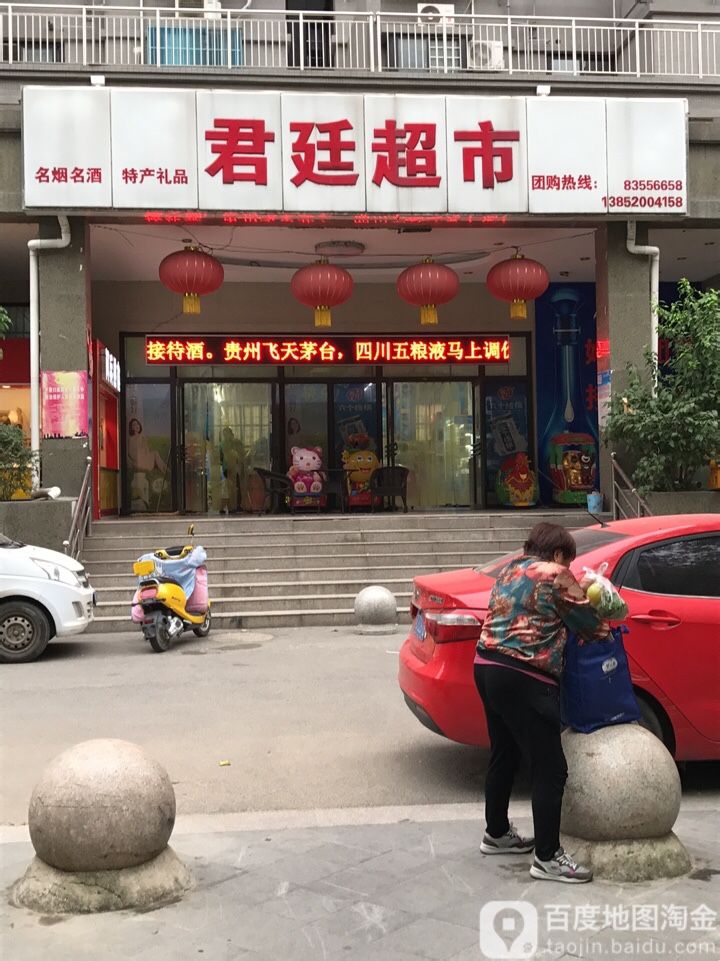 君廷超市
名烟名酒 特产礼品
团购热线: 83556658
13852004158
接待酒。贵州飞天茅台,四川五粮液马上调价
百度地图淘金
taojin.baidu.com